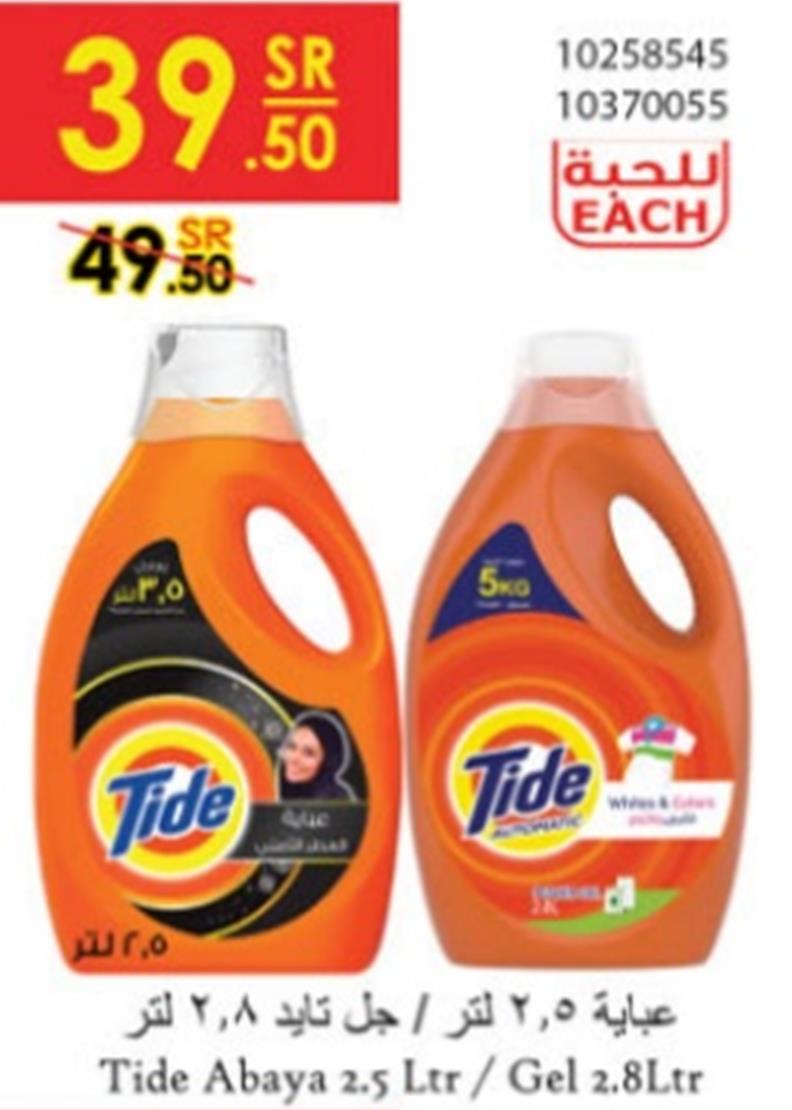 39.50 SR
10258545
10370055
للحبة
EACH
49.50 SR
٣,٥ لتر
5KG
Tide
عباية
٢,٥ لتر
Tide
AUTOMATIC
Whites & Colors
عباية ٢,٥ لتر / جل تايد ٢,٨ لتر
Tide Abaya 2.5 Ltr / Gel 2.8Ltr